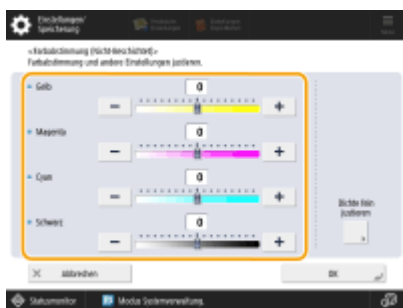 Einstellungen/
Speicherung
<Farbabstimmung (Nicht-Beschichtet)>
Farbabstimmung und andere Einstellungen justieren.
Gelb
0
− +
Magenta
0
− +
Cyan
0
− +
Schwarz
0
− +
Dichte fein
justieren
× Abbrechen
OK
Statusmonitor
Modus Systemverwaltung.